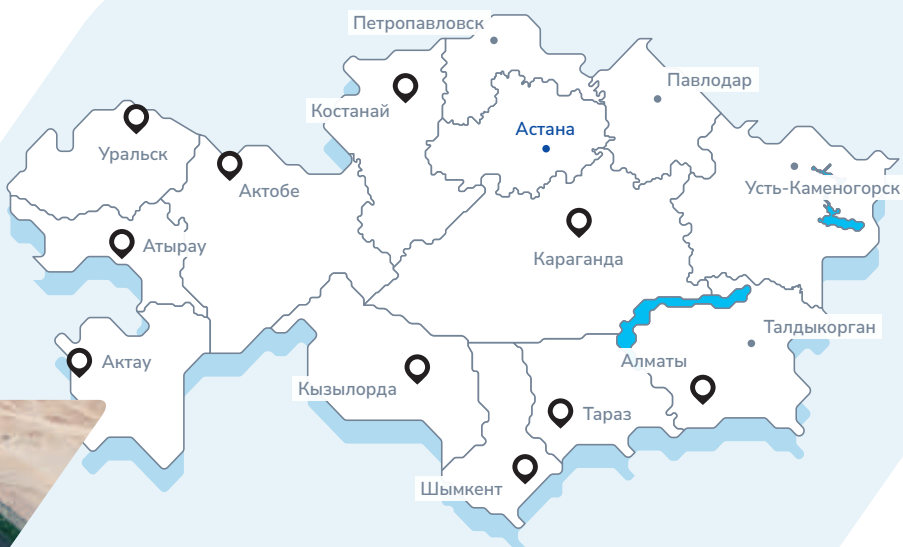 Петропавловск
Павлодар
Костанай
Астана
Уральск
Усть-Каменогорск
Актобе
Атырау
Караганда
Талдыкорган
Актау
Алматы
Кызылорда
Тараз
Шымкент